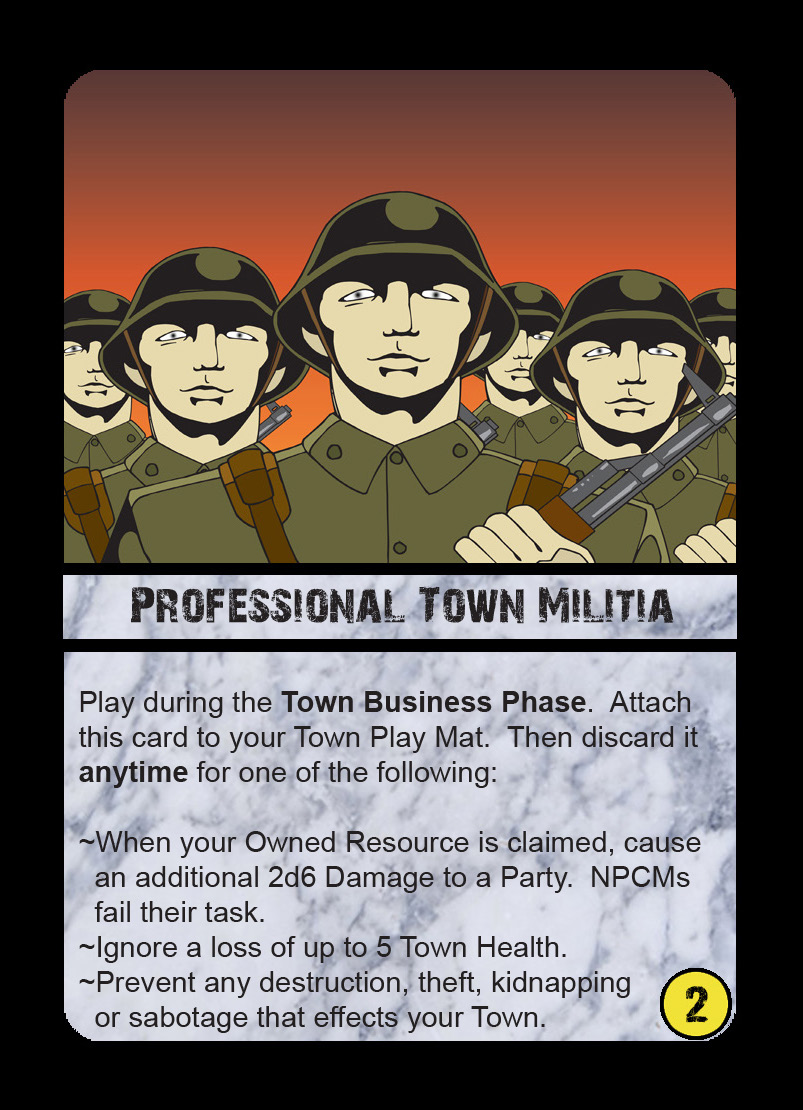 Professional Town Militia
Play during the Town Business Phase.  Attach
this card to your Town Play Mat.  Then discard it
anytime for one of the following:
~When your Owned Resource is claimed, cause
an additional 2d6 Damage to a Party.  NPCMs
fail their task.
~Ignore a loss of up to 5 Town Health.
~Prevent any destruction, theft, kidnapping
or sabotage that effects your Town.
2